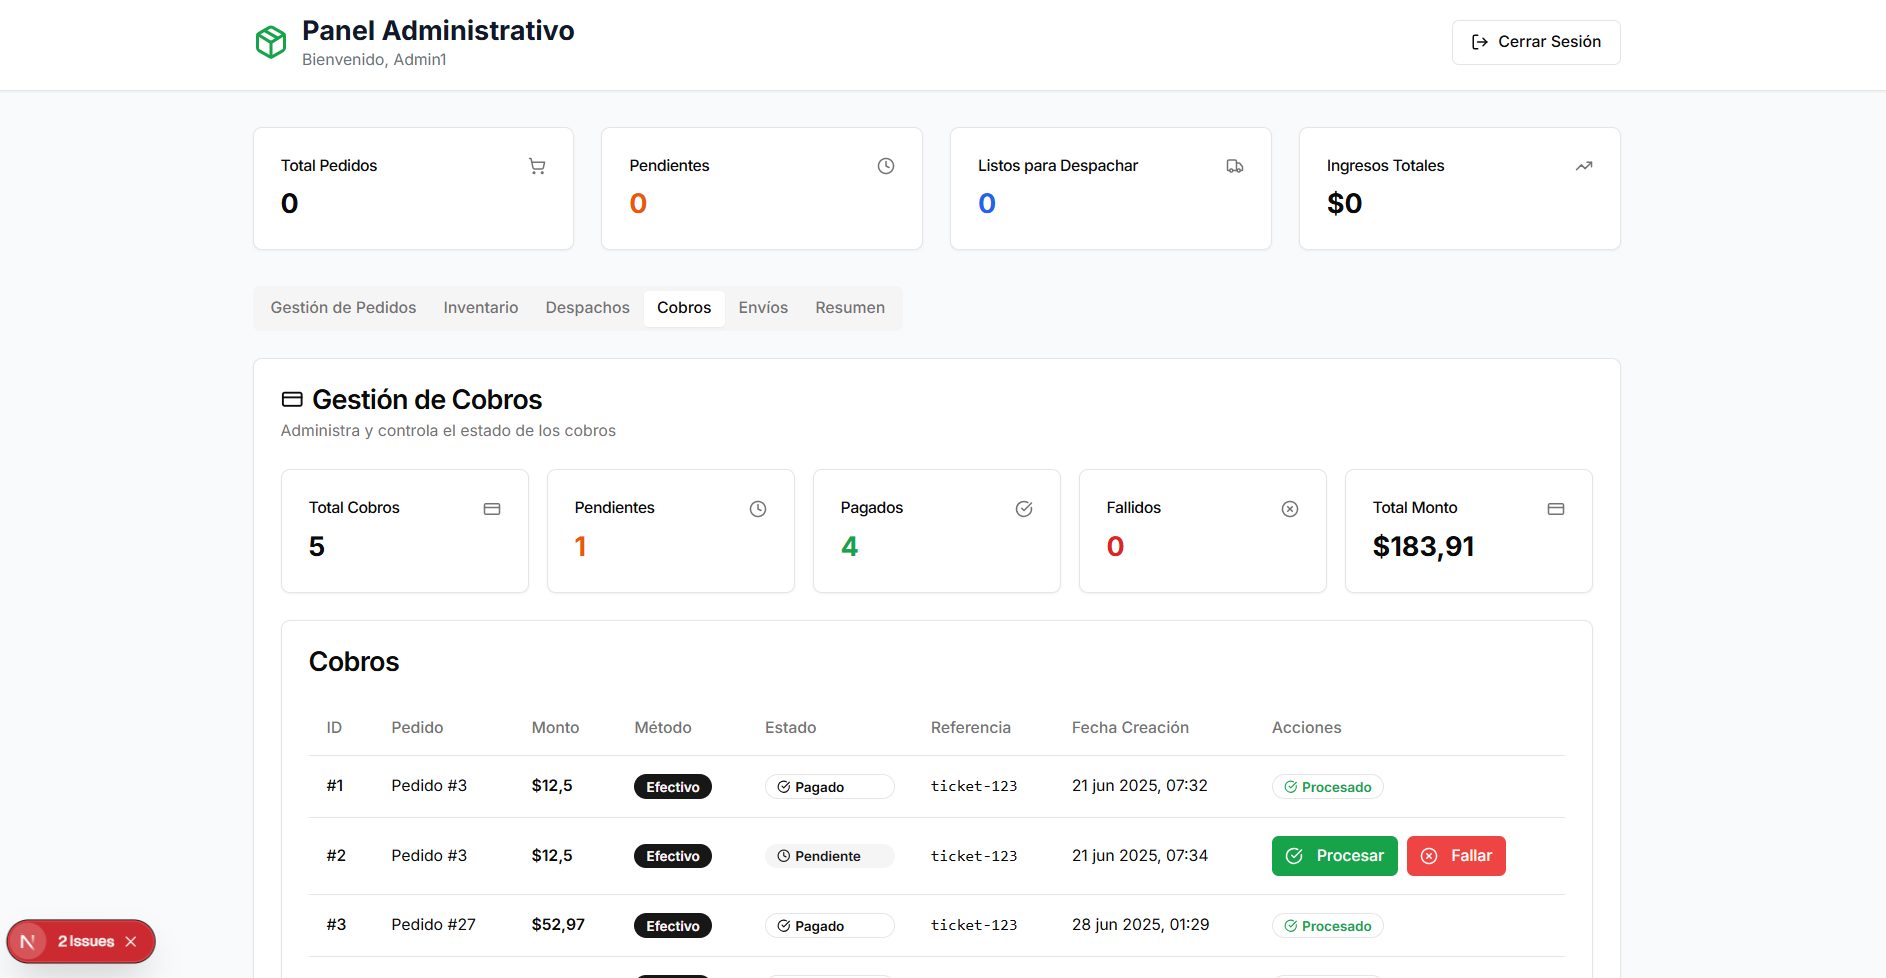 Panel Administrativo
Bienvenido, Admin1
Cerrar Sesión
Total Pedidos
0
Pendientes
0
Listos para Despachar
0
Ingresos Totales
$0
Gestión de Pedidos Inventario Despachos Cobros Envíos Resumen
Gestión de Cobros
Administra y controla el estado de los cobros
Total Cobros
5
Pendientes
1
Pagados
4
Fallidos
0
Total Monto
$183,91
Cobros
ID Pedido Monto Método Estado Referencia Fecha Creación Acciones
#1 Pedido #3 $12,5 Efectivo Pagado ticket-123 21 jun 2025, 07:32 Procesado
#2 Pedido #3 $12,5 Efectivo Pendiente ticket-123 21 jun 2025, 07:34 Procesar Fallar
#3 Pedido #27 $52,97 Efectivo Pagado ticket-123 28 jun 2025, 01:29 Procesado
N 2 Issues